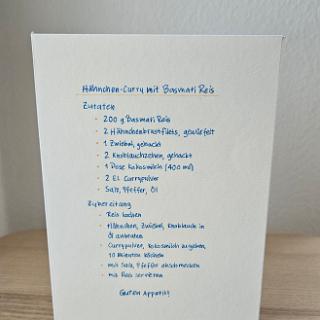 Hähnchen-Curry mit Basmati Reis
Zutaten
- 200 g Basmati Reis
- 2 Hähnchenbrustfilets, gewürfelt
- 1 Zwiebel, gehackt
- 2 Knoblauchzehen, gehackt
- 1 Dose Kokosmilch (400 ml)
- 2 EL Currypulver
- Salz, Pfeffer, Öl
Zubereitung
- Reis kochen
- Hähnchen, Zwiebel, Knoblauch in
Öl anbraten
- Currypulver, Kokosmilch zugeben,
10 Minuten köcheln
- mit Salz, Pfeffer abschmecken
- mit Reis servieren
Guten Appetit!